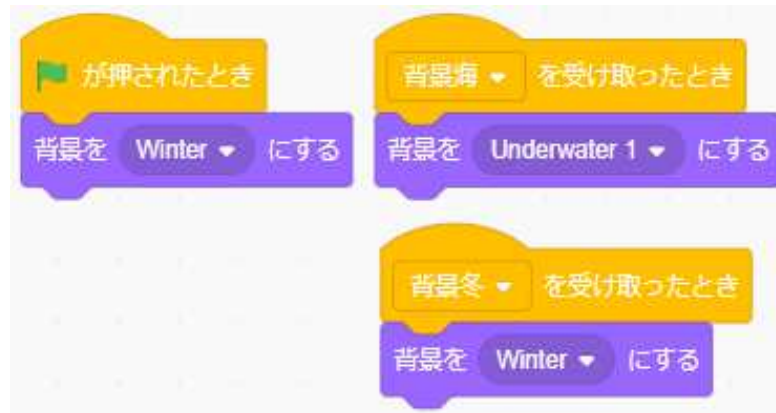 が押されたとき
背景を Winter にする
背景海 を受け取ったとき
背景を Underwater 1 にする
背景冬 を受け取ったとき
背景を Winter にする